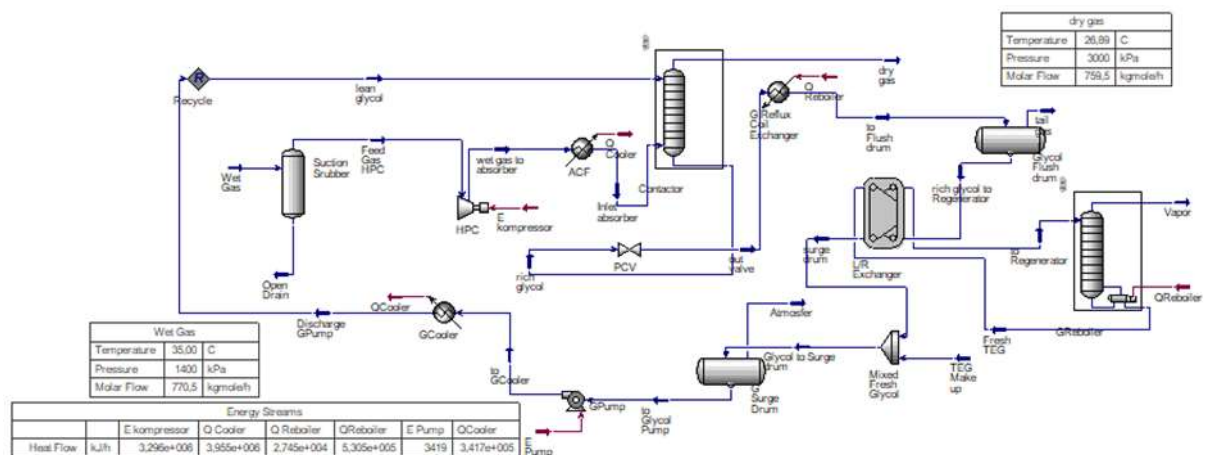 dry gas
Temperature 26,89 C
Pressure 3000 kPa
Molar Flow 759,5 kgmole/h
R
Recycle
lean
glycol
dry
gas
Q
Reboiler
G Reflux
Coil
Exchanger
to
Flush
drum
tail
gas
Glycol
Flush
drum
Wet
Gas
Suction
Srubber
Feed
Gas
HPC
wet gas to
absorber
Q
Cooler
ACF
Inlet
absorber
Contactor
HPC
E
kompressor
rich glycol to
Regenerator
Vapor
surge
drum
L/R
Exchanger
to
Regenerator
QReboiler
GReboiler
Fresh
TEG
PCV
out
valve
rich
glycol
Open
Drain
QCooler
Discharge
GPump
GCooler
Atmosfer
Glycol to Surge
drum
Mixed
Fresh
Glycol
TEG
Make
up
G
Surge
Drum
to
GCooler
GPump
to
Glycol
Pump
Pump
Wet Gas
Temperature 35,00 C
Pressure 1400 kPa
Molar Flow 770,5 kgmole/h
Energy Streams
E kompressor Q Cooler Q Reboiler QReboiler E Pump QCooler
Heat Flow kJ/h 3,296e+006 3,955e+006 2,745e+004 5,305e+005 3419 3,417e+005